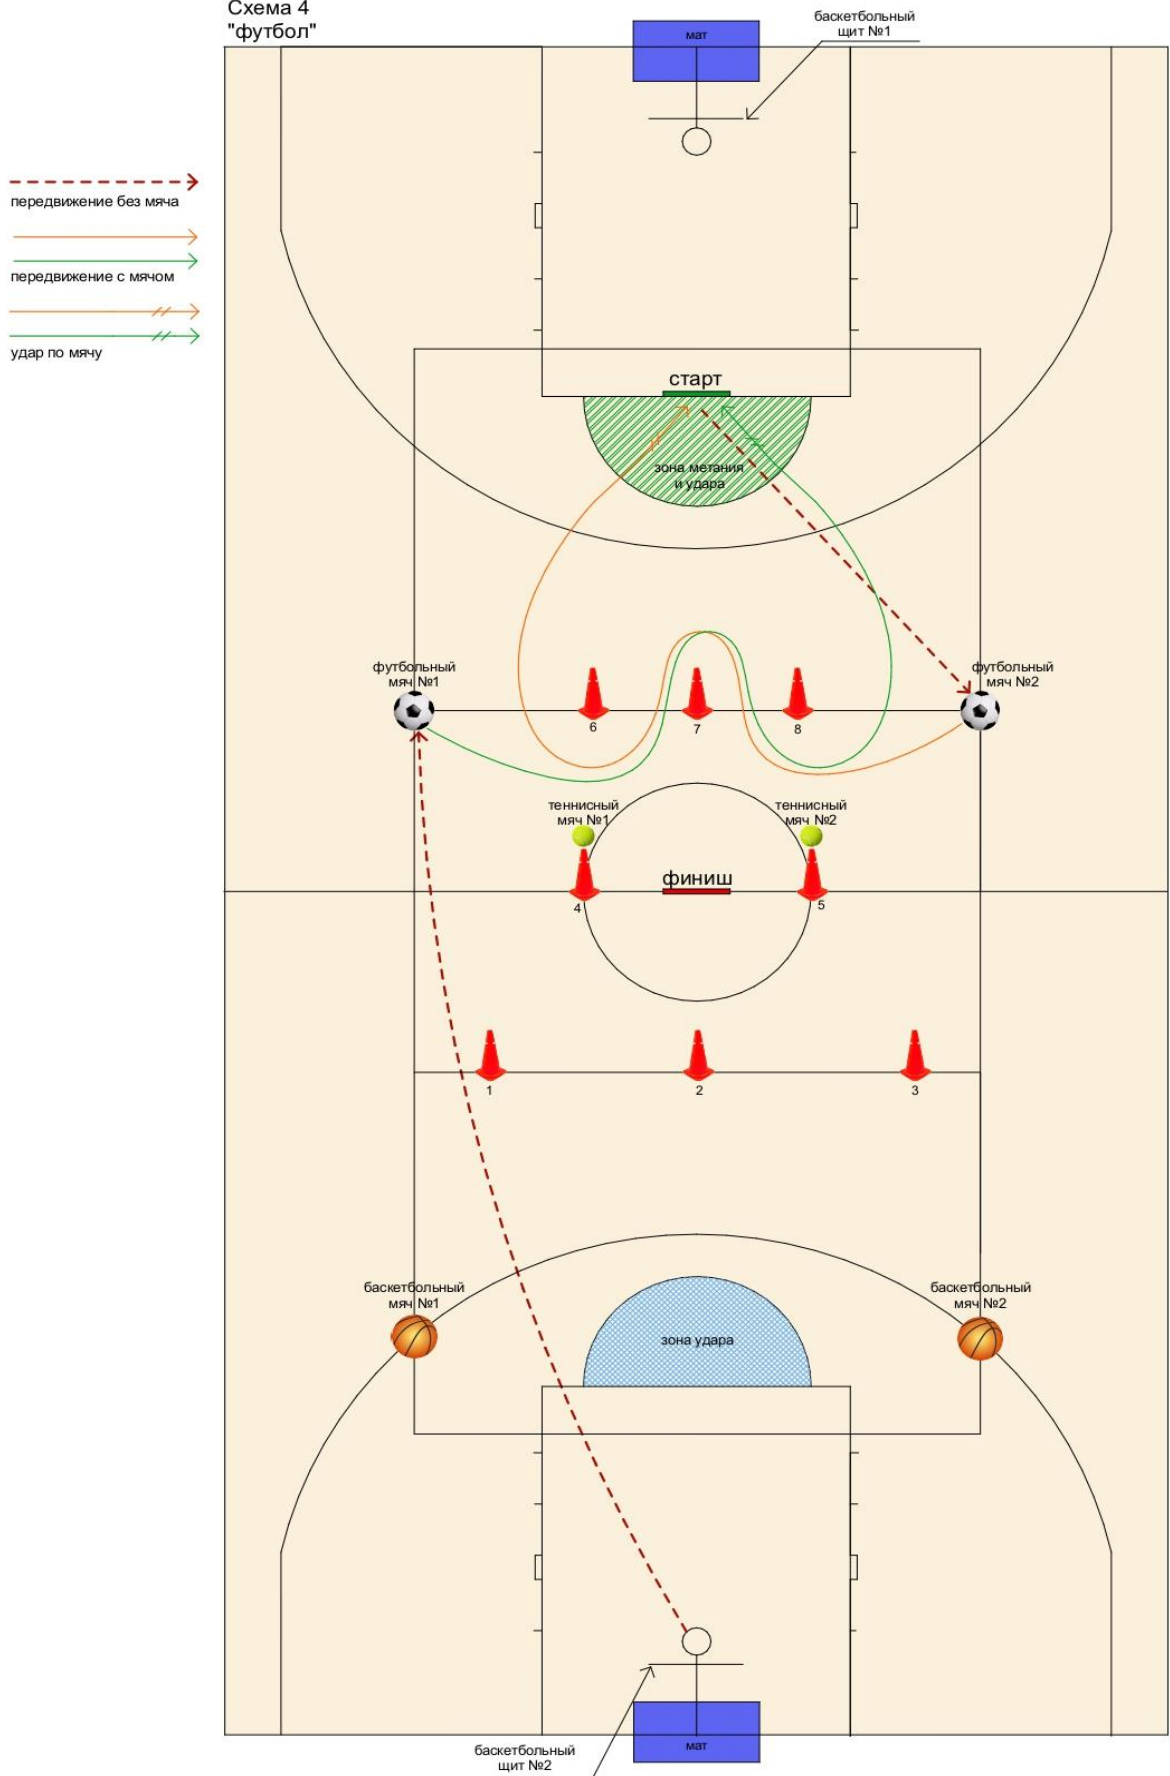 Схема 4
"футбол"
мат
баскетбольный
щит №1
передвижение без мяча
передвижение с мячом
удар по мячу
старт
зона метания
и удара
футбольный
мяч №1
футбольный
мяч №2
6
7
8
теннисный
мяч №1
теннисный
мяч №2
финиш
4
5
1
2
3
баскетбольный
мяч №1
баскетбольный
мяч №2
зона удара
баскетбольный
щит №2
мат